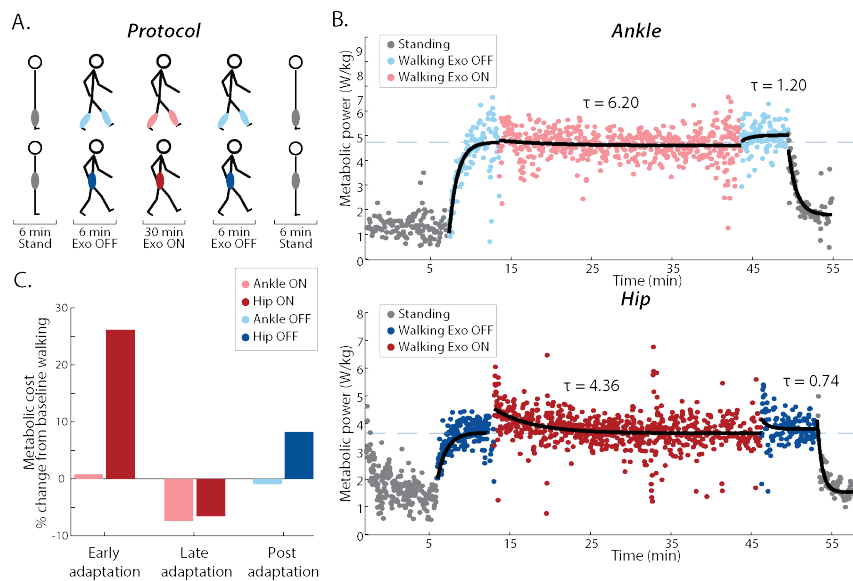 A.
Protocol
6 min
Stand
6 min
Exo OFF
30 min
Exo ON
6 min
Exo OFF
6 min
Stand
B.
Ankle
Standing
Walking Exo OFF
Walking Exo ON
τ = 6.20
τ = 1.20
Metabolic power (W/kg)
9
8
7
6
5
4
3
2
1
0
5
15
25
35
45
55
Time (min)
Hip
Standing
Walking Exo OFF
Walking Exo ON
τ = 4.36
τ = 0.74
Metabolic power (W/kg)
9
8
7
6
5
4
3
2
1
0
5
15
25
35
45
55
Time (min)
C.
Ankle ON
Hip ON
Ankle OFF
Hip OFF
Metabolic cost
% change from baseline walking
30
20
10
0
-10
Early
adaptation
Late
adaptation
Post
adaptation